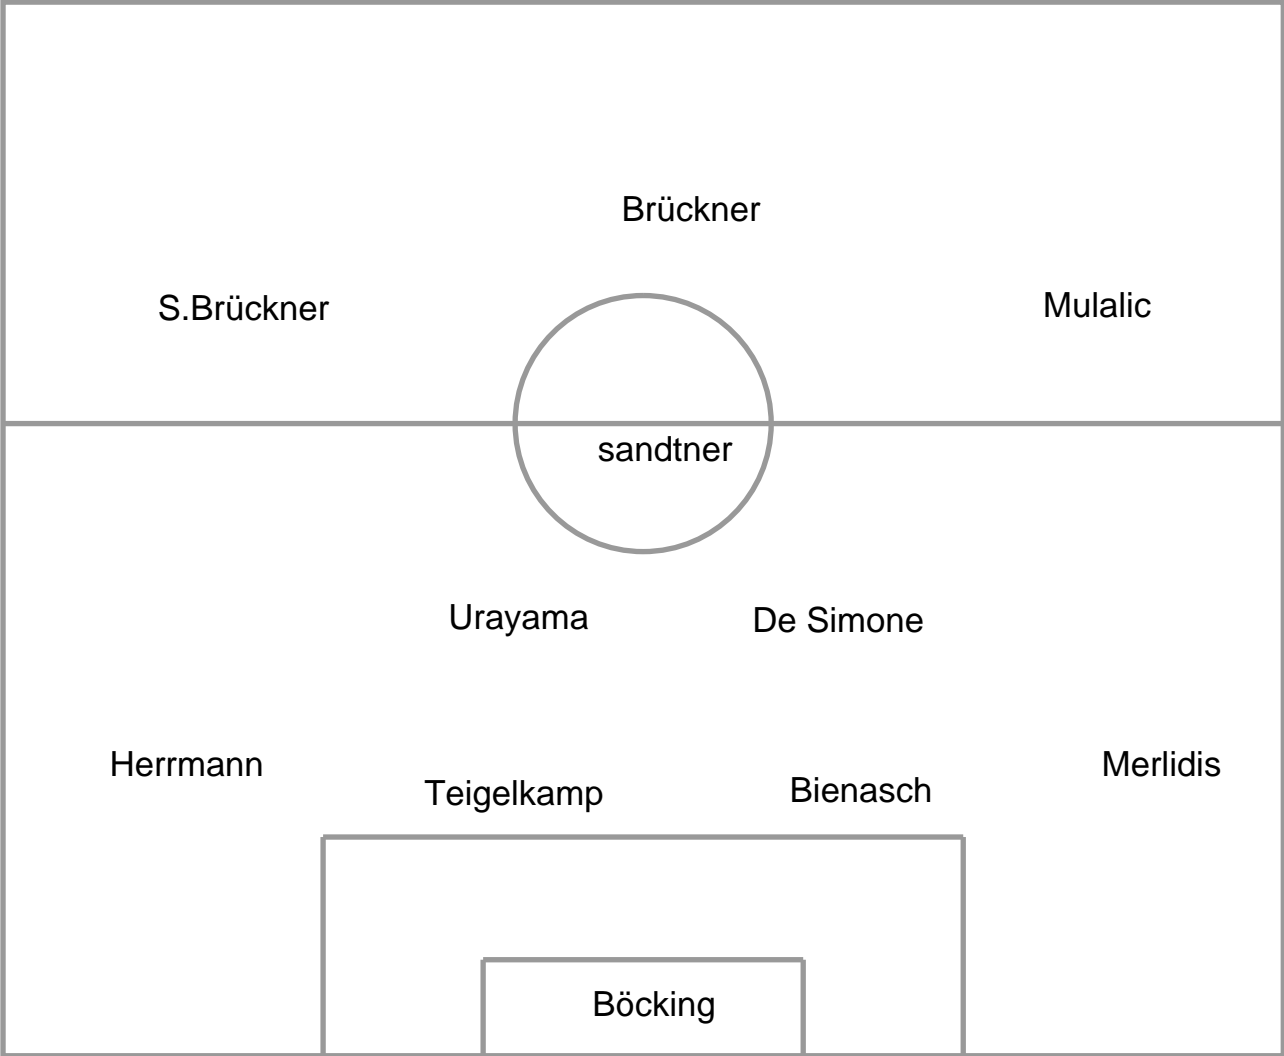 Brückner
S.Brückner
Mulalic
sandtner
Urayama
De Simone
Herrmann
Merlidis
Teigelkamp
Bienasch
Böcking